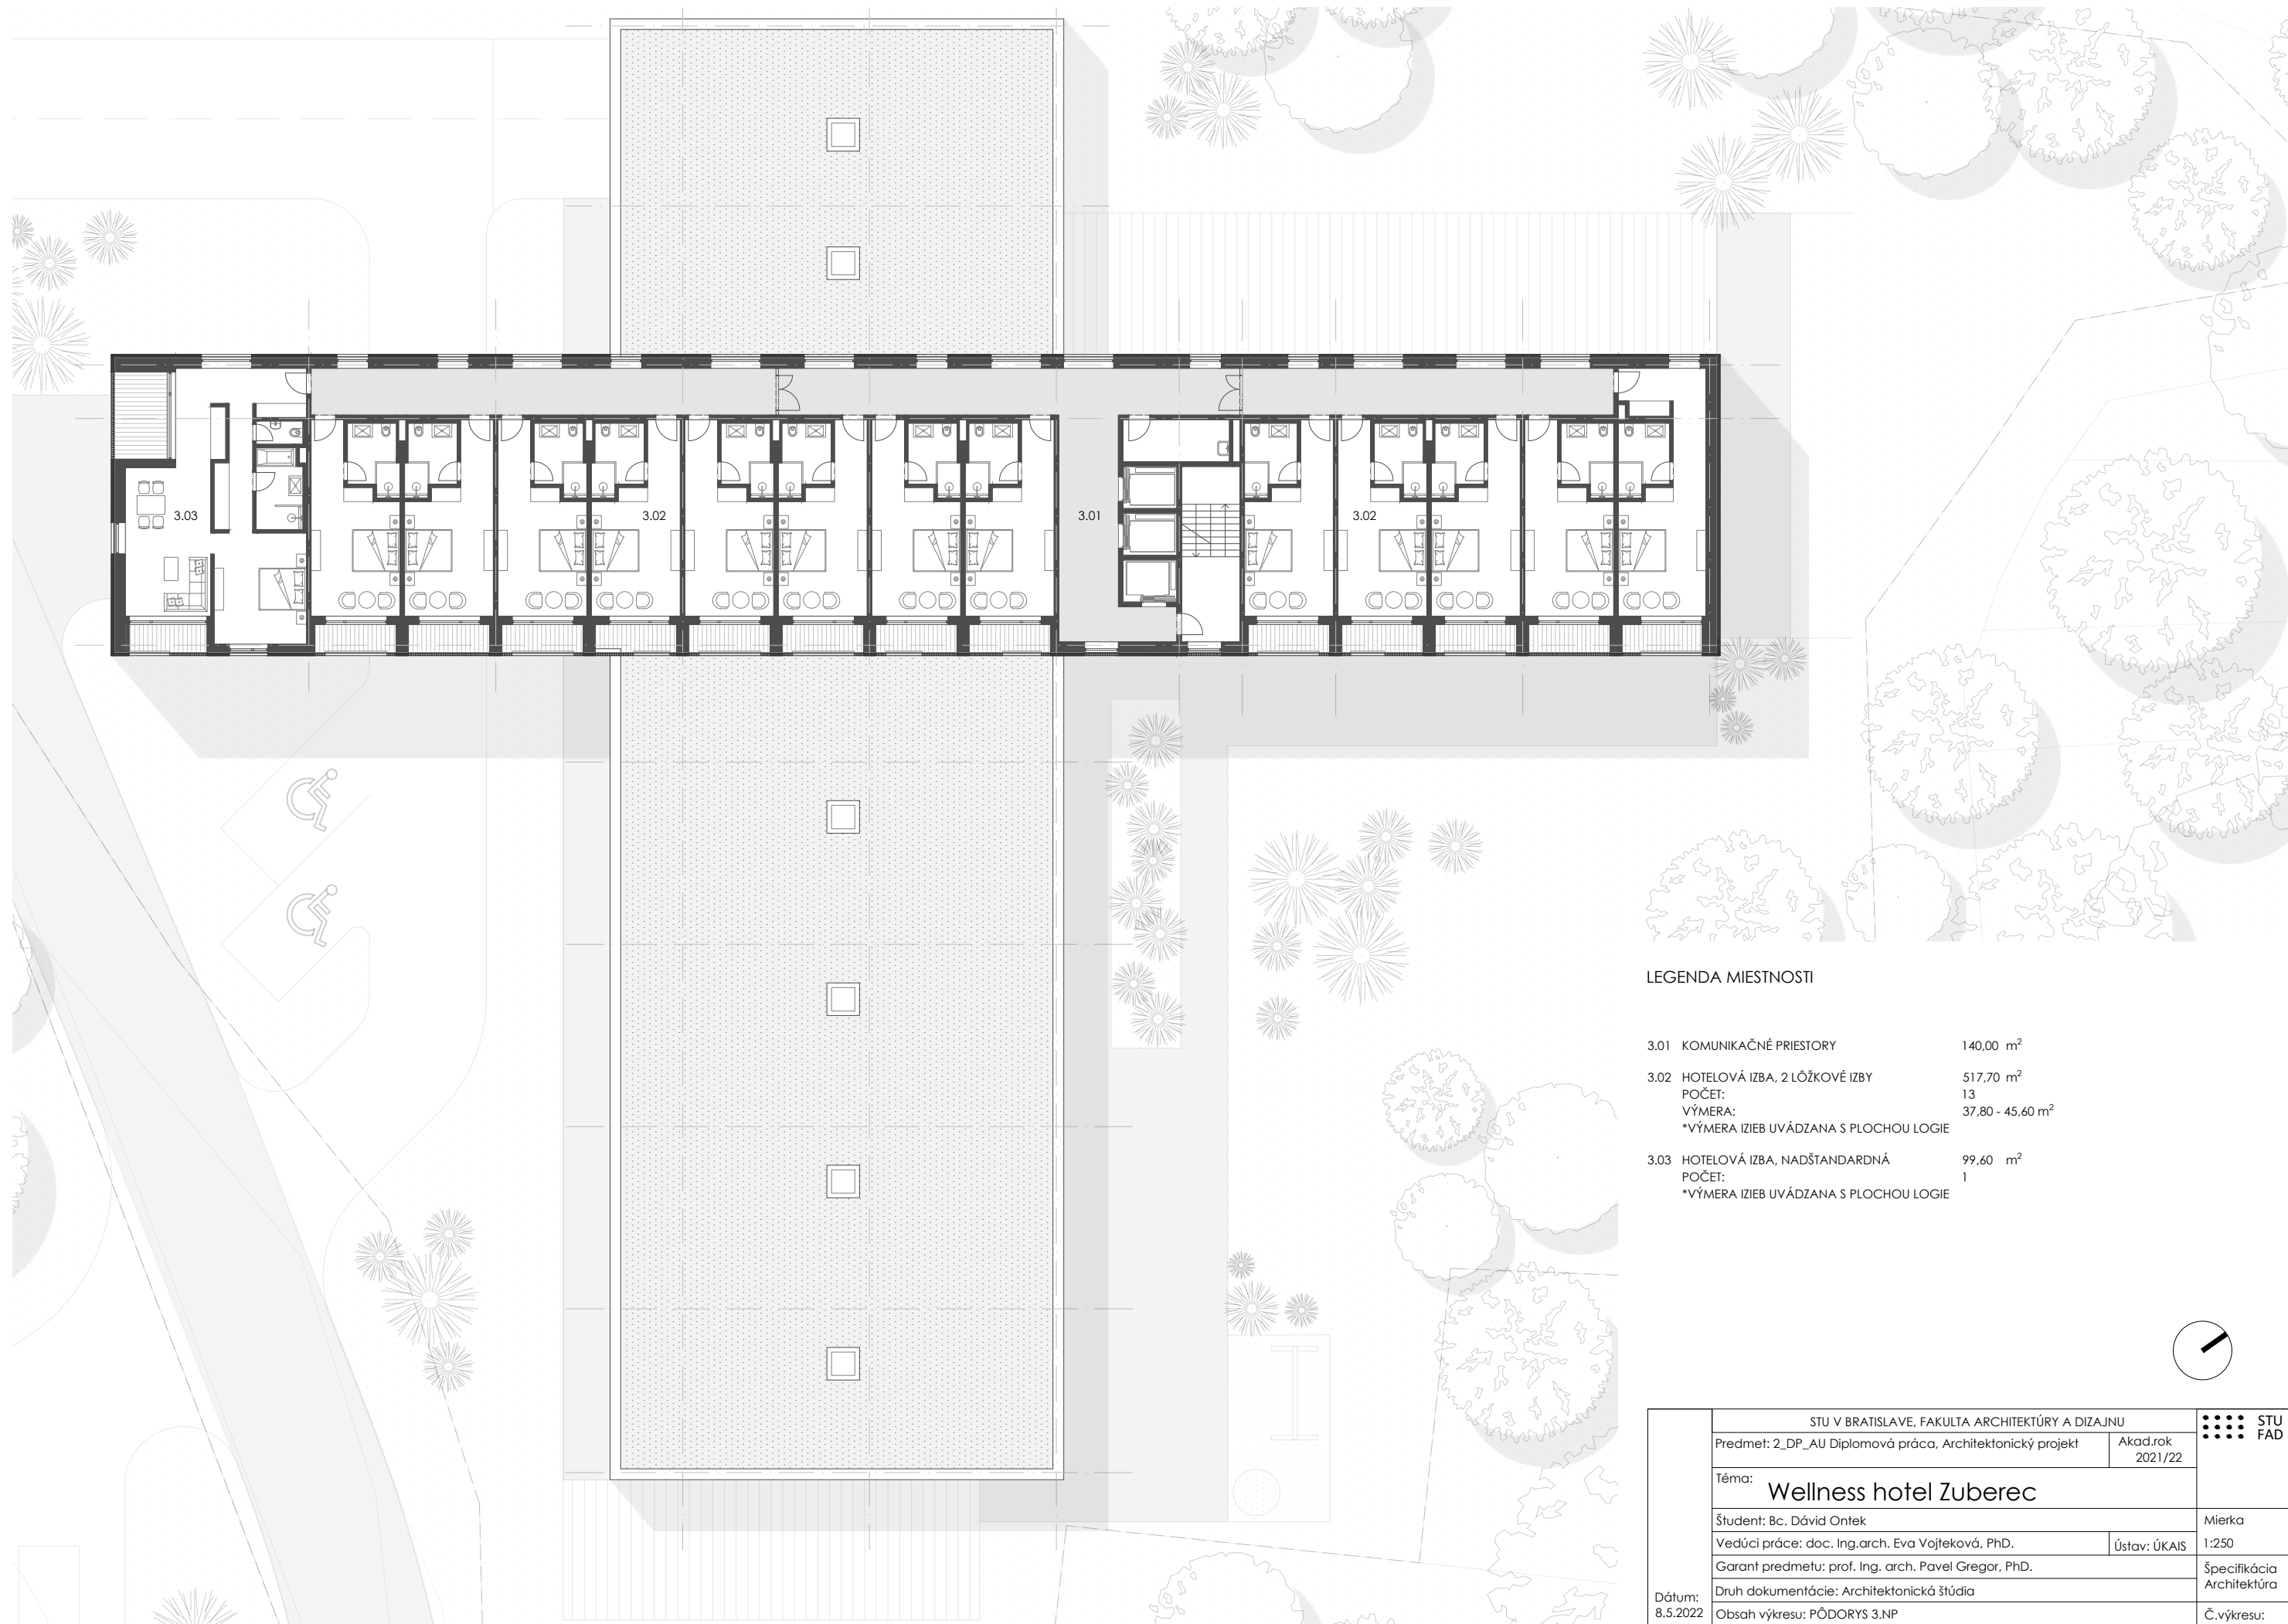 3.03
3.02
3.01
3.02
LEGENDA MIESTNOSTI
3.01 KOMUNIKAČNÉ PRIESTORY 140,00 m²
3.02 HOTELOVÁ IZBA, 2 LÔŽKOVÉ IZBY 517,70 m²
POČET: 13
VÝMERA: 37,80 - 45,60 m²
*VÝMERA IZIEB UVÁDZANA S PLOCHOU LOGIE
3.03 HOTELOVÁ IZBA, NADŠTANDARDNÁ 99,60 m²
POČET: 1
*VÝMERA IZIEB UVÁDZANA S PLOCHOU LOGIE
STU V BRATISLAVE, FAKULTA ARCHITEKTÚRY A DIZAJNU
STU
FAD
Predmet: 2_DP_AU Diplomová práca, Architektonický projekt
Akad.rok
2021/22
Téma: Wellness hotel Zuberec
Študent: Bc. Dávid Ontek
Mierka
1:250
Vedúci práce: doc. Ing.arch. Eva Vojteková, PhD.
Ústav: ÚKAIS
Garant predmetu: prof. Ing. arch. Pavel Gregor, PhD.
Špecifikácia
Architektúra
Druh dokumentácie: Architektonická štúdia
Dátum:
8.5.2022
Obsah výkresu: PÔDORYS 3.NP
Č.výkresu: